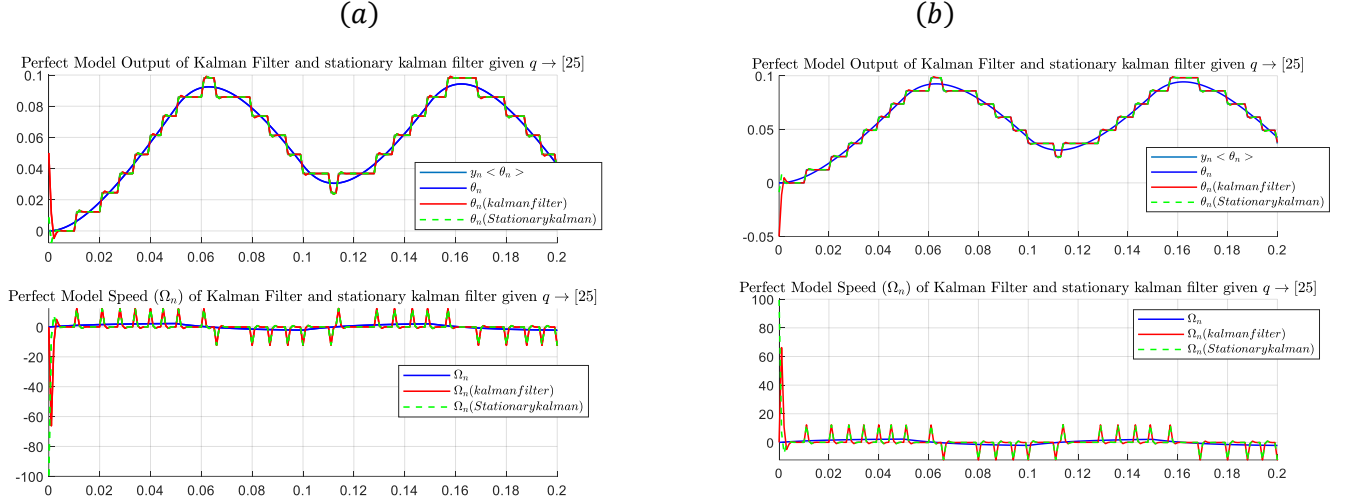 (a)
Perfect Model Output of Kalman Filter and stationary kalman filter given q → [25]
0.1
0.08
0.06
0.04
0.02
0
y_n < θ_n >
θ_n
θ_n(kalmanfilter)
θ_n(Stationarykalman)
0 0.02 0.04 0.06 0.08 0.1 0.12 0.14 0.16 0.18 0.2
Perfect Model Speed (Ω_n) of Kalman Filter and stationary kalman filter given q → [25]
0
-20
-40
-60
-80
-100
Ω_n
Ω_n(kalmanfilter)
Ω_n(Stationarykalman)
0 0.02 0.04 0.06 0.08 0.1 0.12 0.14 0.16 0.18 0.2
(b)
Perfect Model Output of Kalman Filter and stationary kalman filter given q → [25]
0.1
0.05
0
-0.05
y_n < θ_n >
θ_n
θ_n(kalmanfilter)
θ_n(Stationarykalman)
0 0.02 0.04 0.06 0.08 0.1 0.12 0.14 0.16 0.18 0.2
Perfect Model Speed (Ω_n) of Kalman Filter and stationary kalman filter given q → [25]
100
80
60
40
20
0
Ω_n
Ω_n(kalmanfilter)
Ω_n(Stationarykalman)
0 0.02 0.04 0.06 0.08 0.1 0.12 0.14 0.16 0.18 0.2